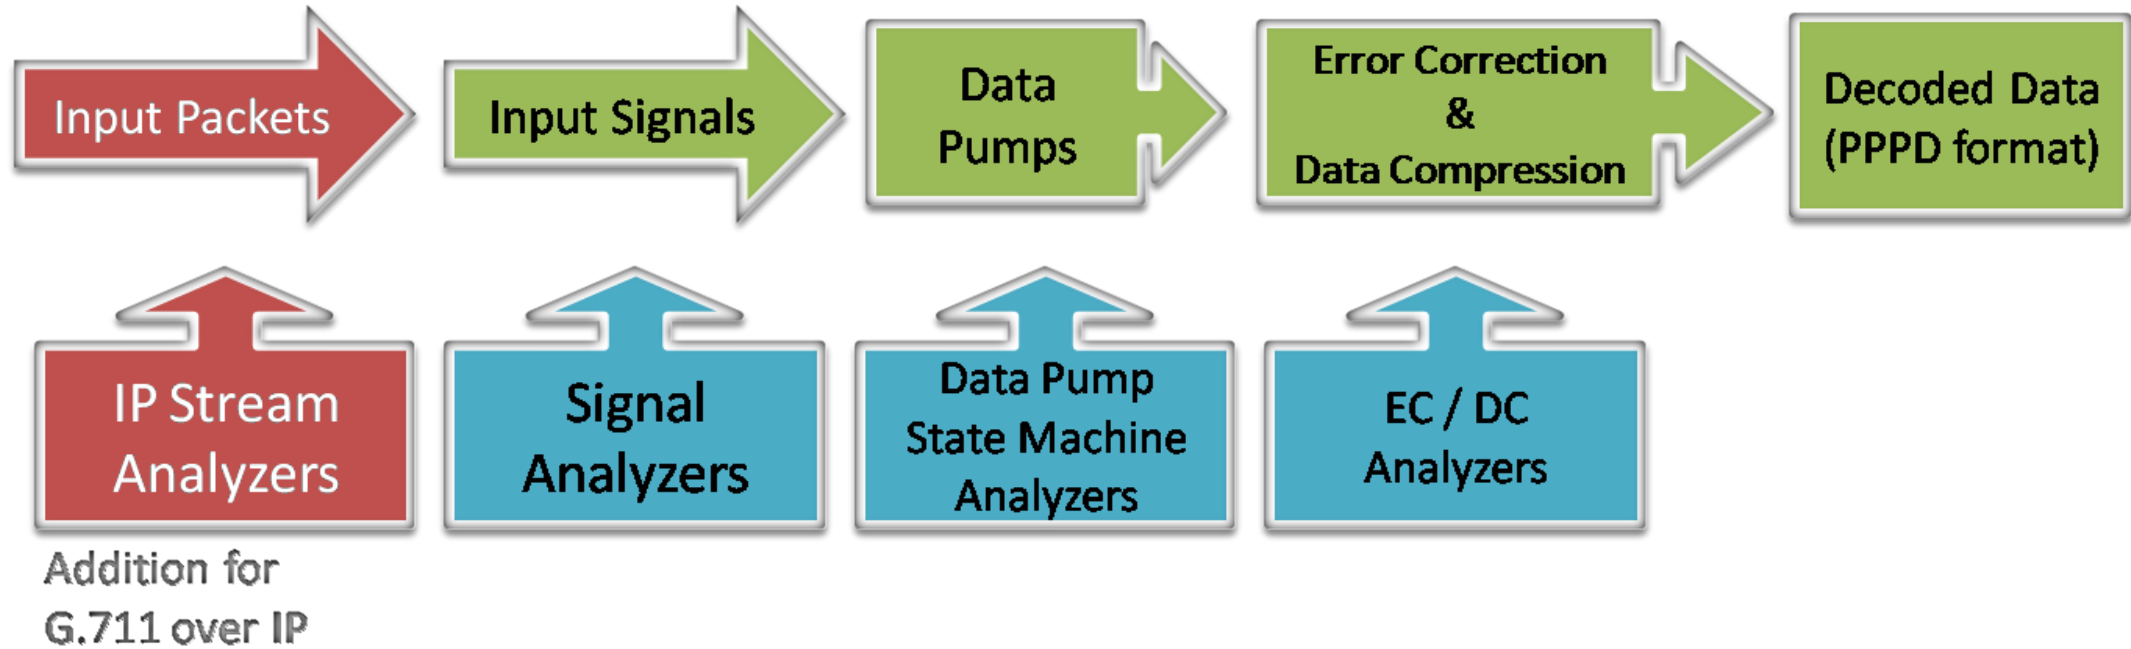 Input Packets
Input Signals
Data
Pumps
Error Correction
&
Data Compression
Decoded Data
(PPPD format)
IP Stream
Analyzers
Signal
Analyzers
Data Pump
State Machine
Analyzers
EC / DC
Analyzers
Addition for
G.711 over IP